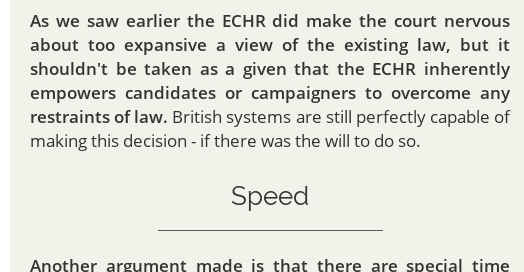 As we saw earlier the ECHR did make the court nervous
about too expansive a view of the existing law, but it
shouldn't be taken as a given that the ECHR inherently
empowers candidates or campaigners to overcome any
restraints of law. British systems are still perfectly capable of
making this decision - if there was the will to do so.
Speed
Another argument made is that there are special time